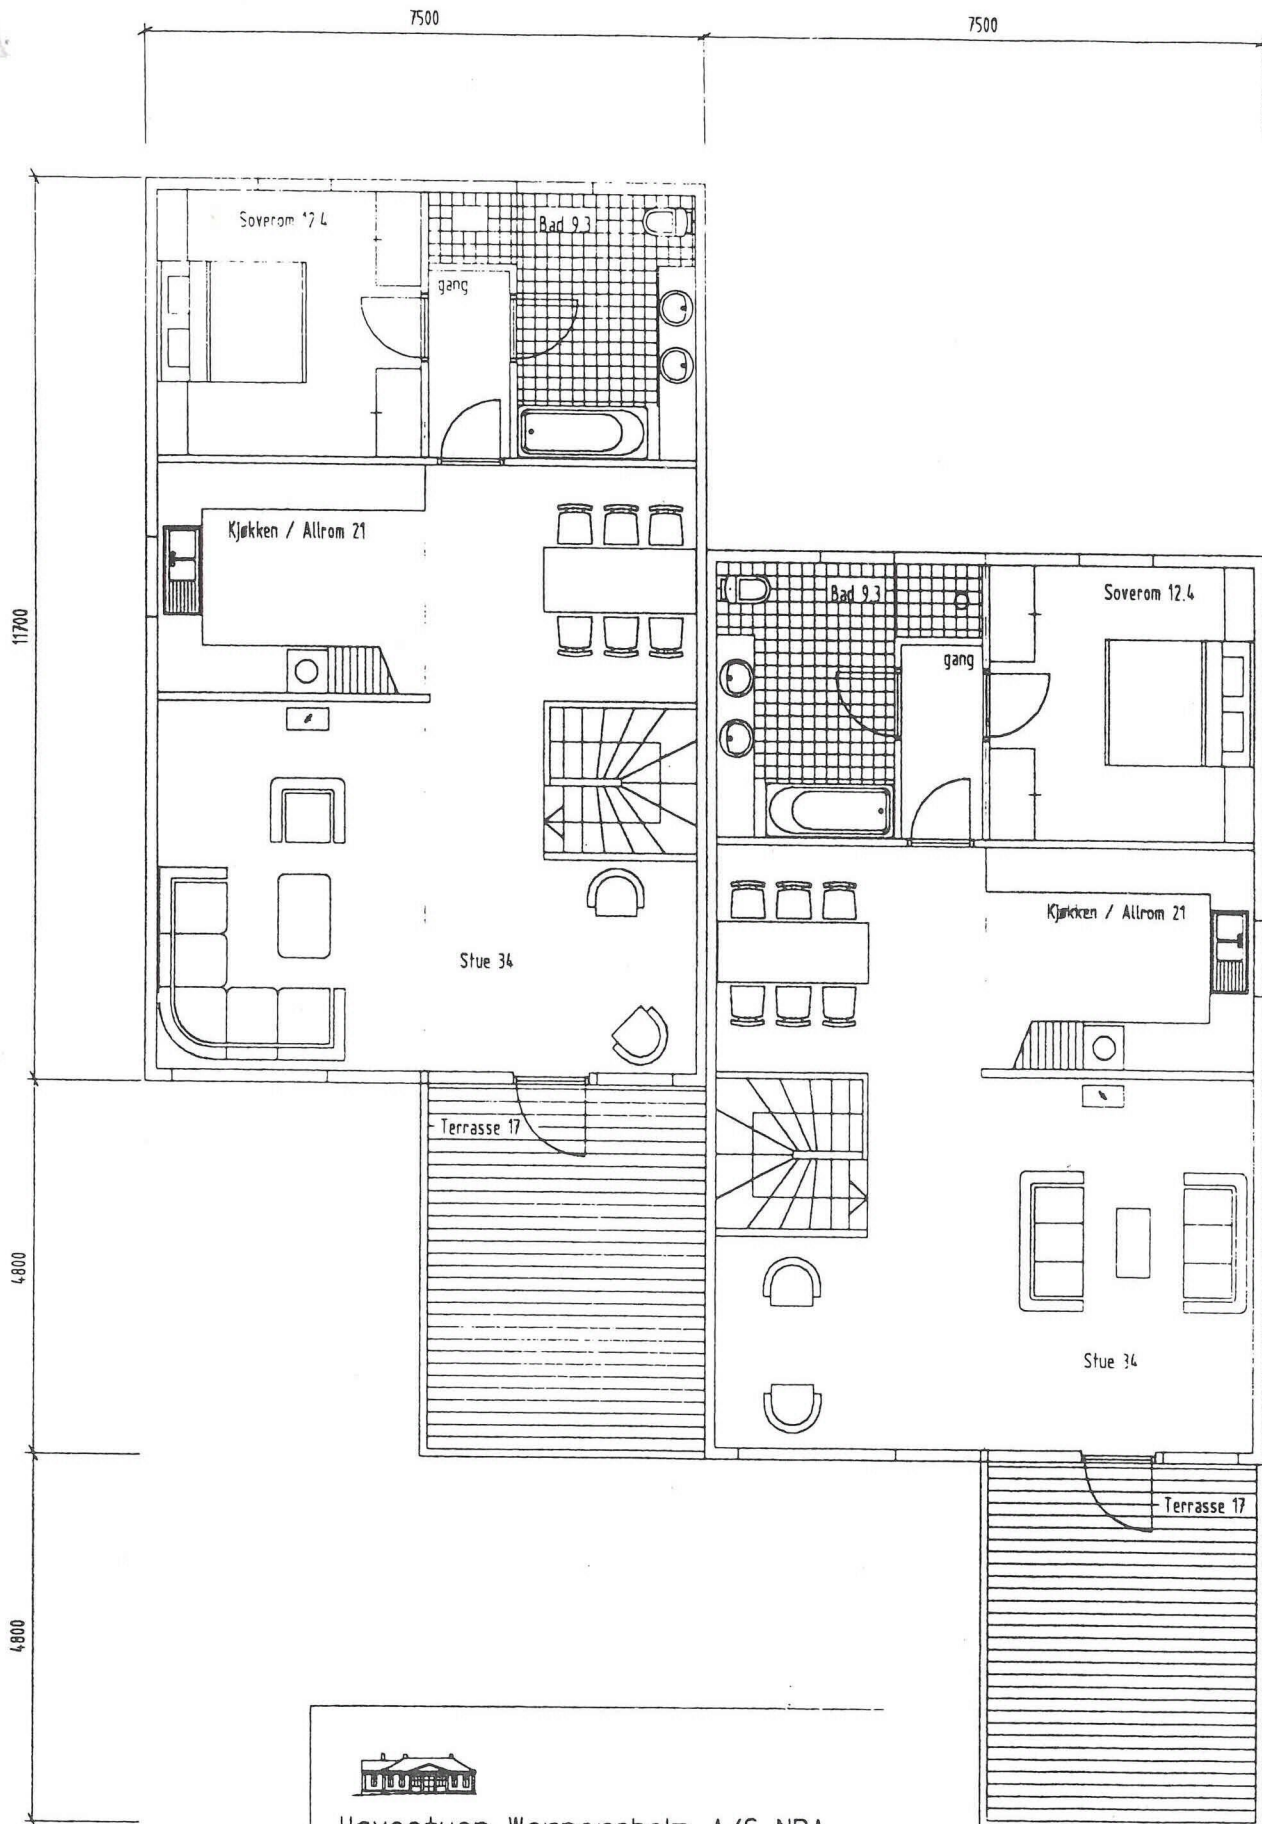 7500
7500
Soverom 12.4
Bad 9.3
gang
Kjøkken / Allrom 21
11700
Bad 9.3
Soverom 12.4
gang
Kjøkken / Allrom 21
Stue 34
Terrasse 17
4800
Stue 34
Terrasse 17
4800
A/S